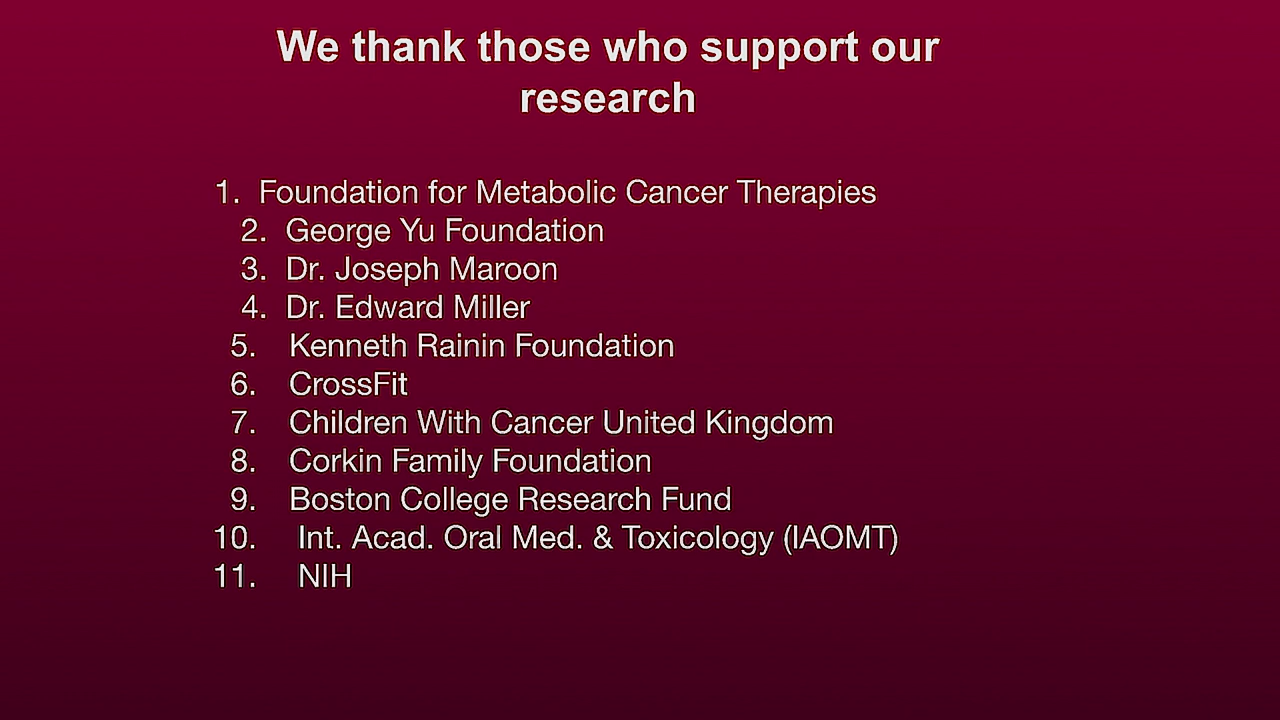 We thank those who support our
research
1. Foundation for Metabolic Cancer Therapies
2. George Yu Foundation
3. Dr. Joseph Maroon
4. Dr. Edward Miller
5. Kenneth Rainin Foundation
6. CrossFit
7. Children With Cancer United Kingdom
8. Corkin Family Foundation
9. Boston College Research Fund
10. Int. Acad. Oral Med. & Toxicology (IAOMT)
11. NIH